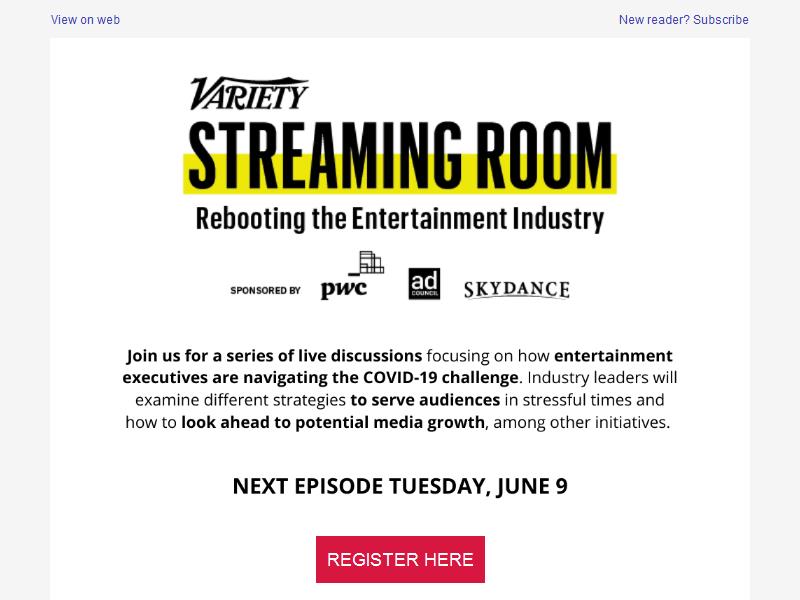 View on web
New reader? Subscribe
VARIETY
STREAMING ROOM
Rebooting the Entertainment Industry
SPONSORED BY pwc ad COUNCIL SKYDANCE
Join us for a series of live discussions focusing on how entertainment
executives are navigating the COVID-19 challenge. Industry leaders will
examine different strategies to serve audiences in stressful times and
how to look ahead to potential media growth, among other initiatives.
NEXT EPISODE TUESDAY, JUNE 9
REGISTER HERE